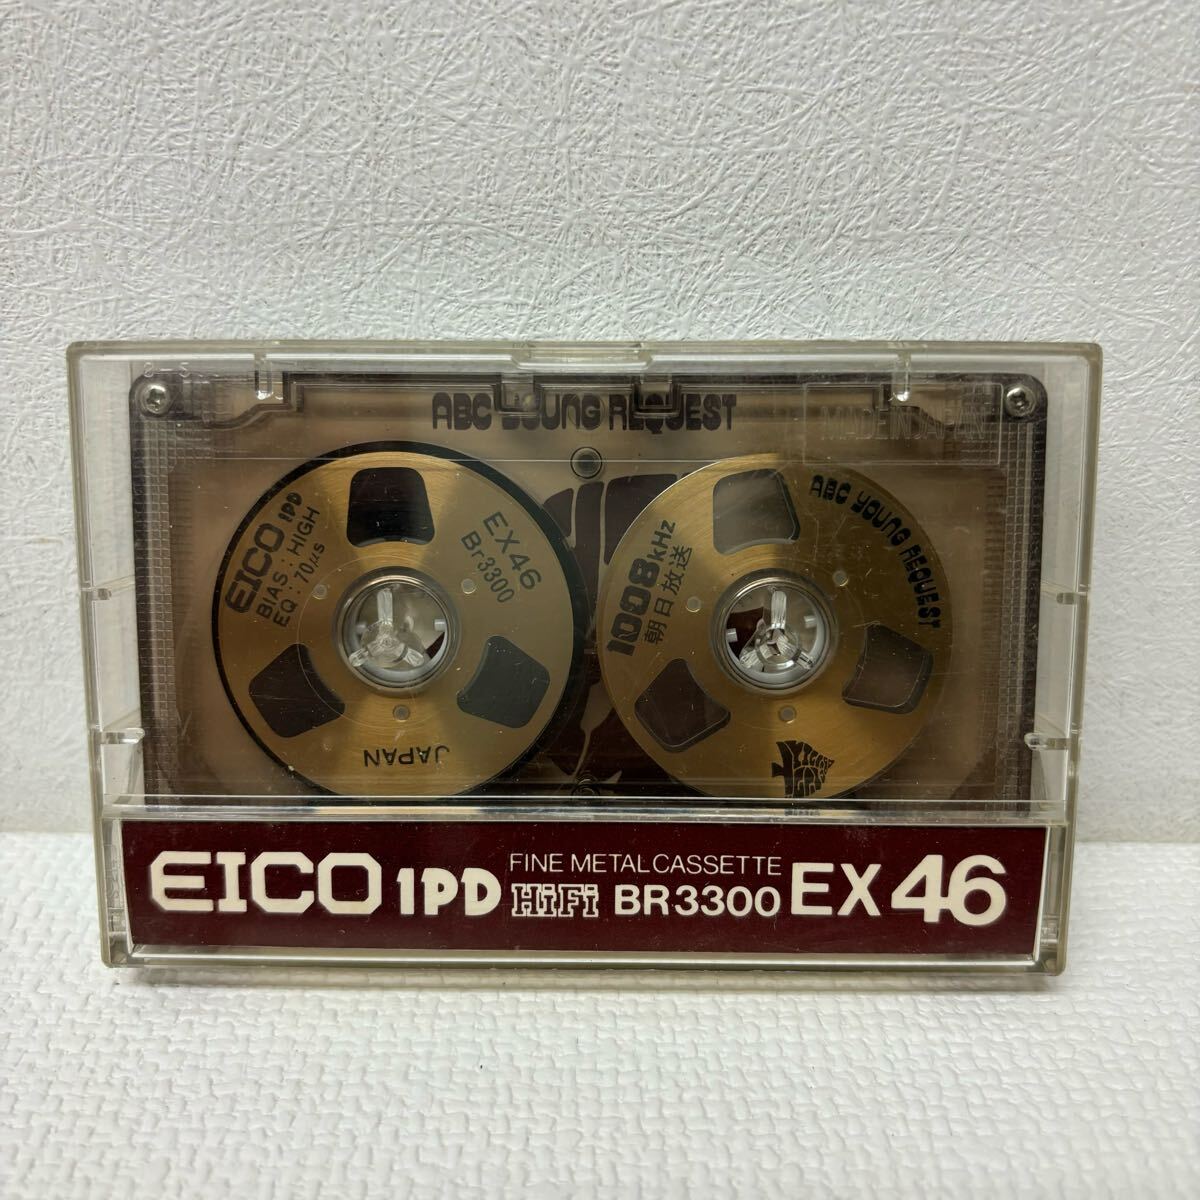 ABC YOUNG REQUEST
MADE IN JAPAN
EICO 1PD
BIAS : HIGH
EQ : 70μs
EX46
Br3300
JAPAN
1008kHz
朝日放送
ABC YOUNG REQUEST
EICO 1PD FINE METAL CASSETTE
HiFi BR3300 EX46